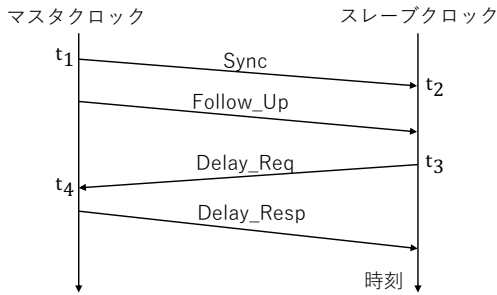 マスタクロック
スレーブクロック
t1
Sync
t2
Follow_Up
Delay_Req
t3
t4
Delay_Resp
時刻